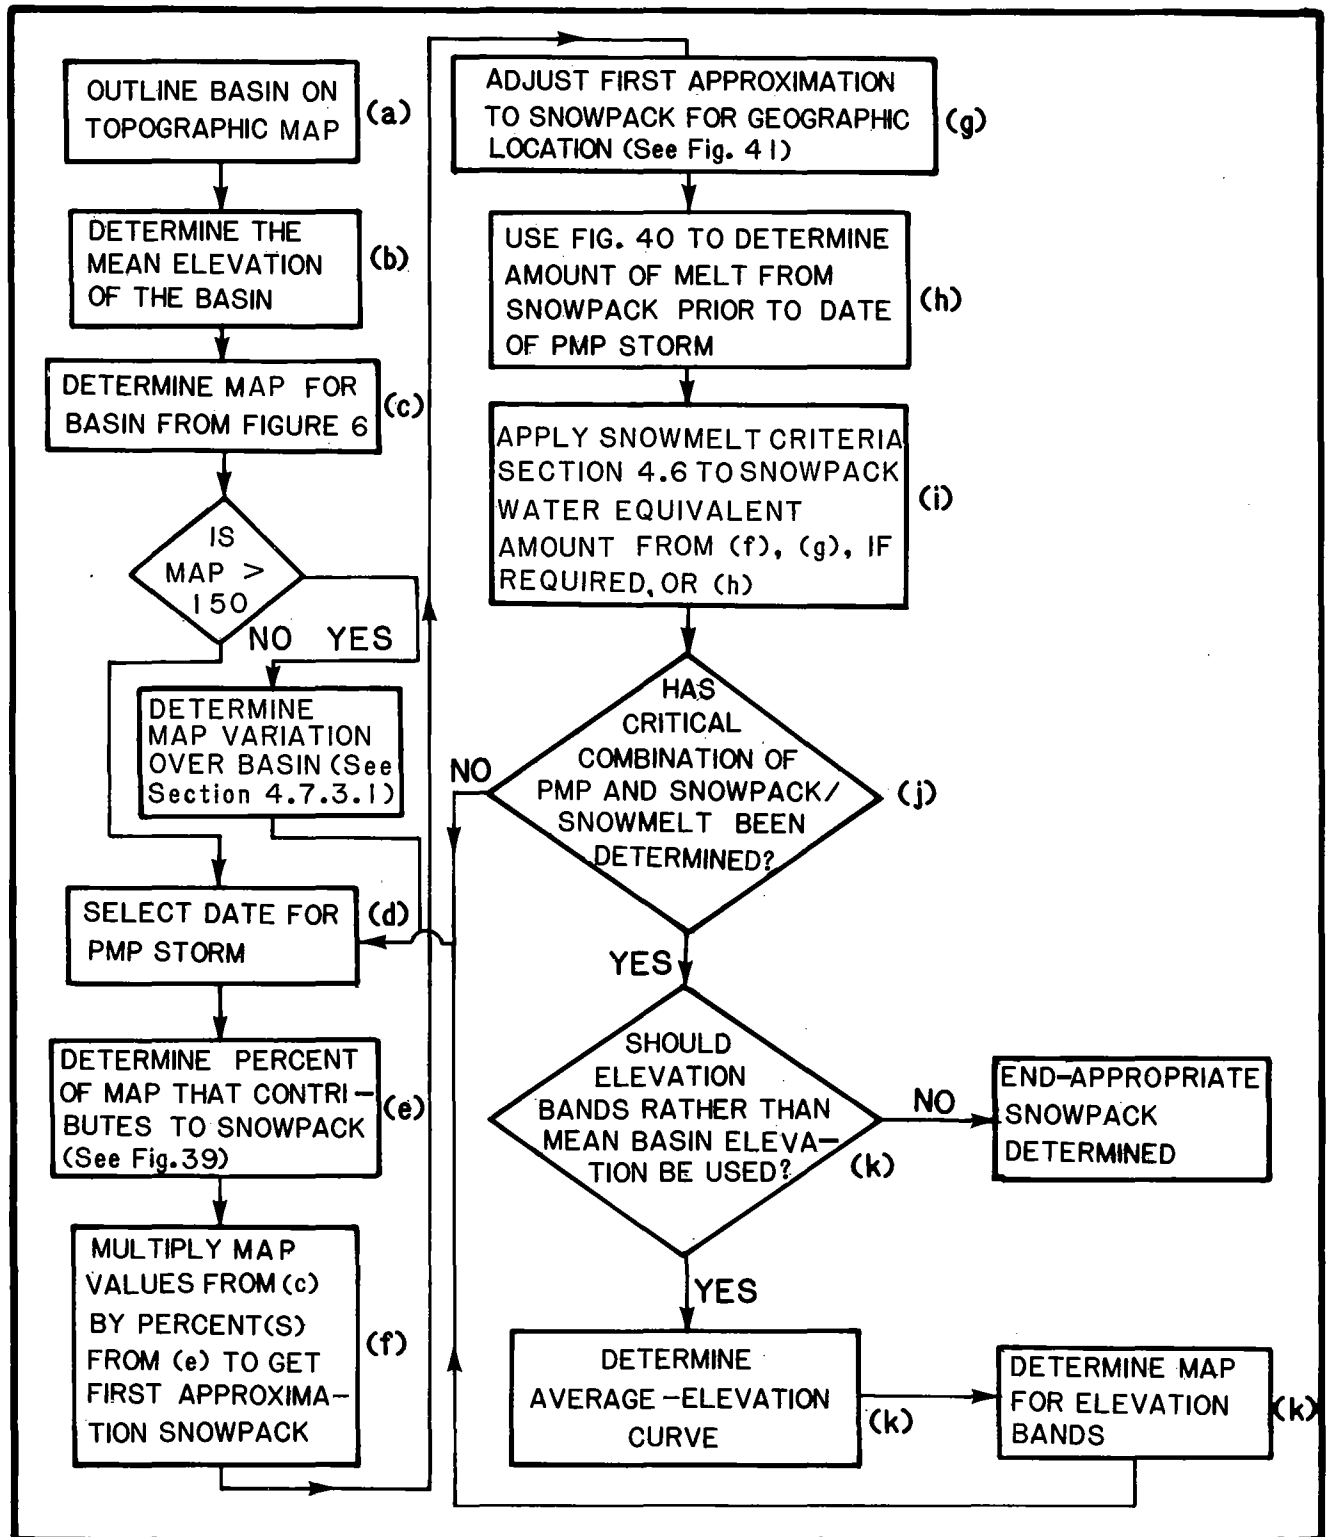 OUTLINE BASIN ON
TOPOGRAPHIC MAP
(a)
DETERMINE THE
MEAN ELEVATION
OF THE BASIN
(b)
DETERMINE MAP FOR
BASIN FROM FIGURE 6
(c)
IS
MAP >
150
NO YES
DETERMINE
MAP VARIATION
OVER BASIN (See
Section 4.7.3.1)
SELECT DATE FOR
PMP STORM
(d)
DETERMINE PERCENT
OF MAP THAT CONTRI-
BUTES TO SNOWPACK
(See Fig.39)
(e)
MULTIPLY MAP
VALUES FROM (c)
BY PERCENT(S)
FROM (e) TO GET
FIRST APPROXIMA-
TION SNOWPACK
(f)
ADJUST FIRST APPROXIMATION
TO SNOWPACK FOR GEOGRAPHIC
LOCATION (See Fig. 41)
(g)
USE FIG. 40 TO DETERMINE
AMOUNT OF MELT FROM
SNOWPACK PRIOR TO DATE
OF PMP STORM
(h)
APPLY SNOWMELT CRITERIA
SECTION 4.6 TO SNOWPACK
WATER EQUIVALENT
AMOUNT FROM (f), (g), IF
REQUIRED, OR (h)
(i)
HAS
CRITICAL
COMBINATION OF
PMP AND SNOWPACK/
SNOWMELT BEEN
DETERMINED?
(j)
NO
YES
SHOULD
ELEVATION
BANDS RATHER THAN
MEAN BASIN ELEVA-
TION BE USED?
(k)
NO
END-APPROPRIATE
SNOWPACK
DETERMINED
YES
DETERMINE
AVERAGE-ELEVATION
CURVE
(k)
DETERMINE MAP
FOR ELEVATION
BANDS
(k)